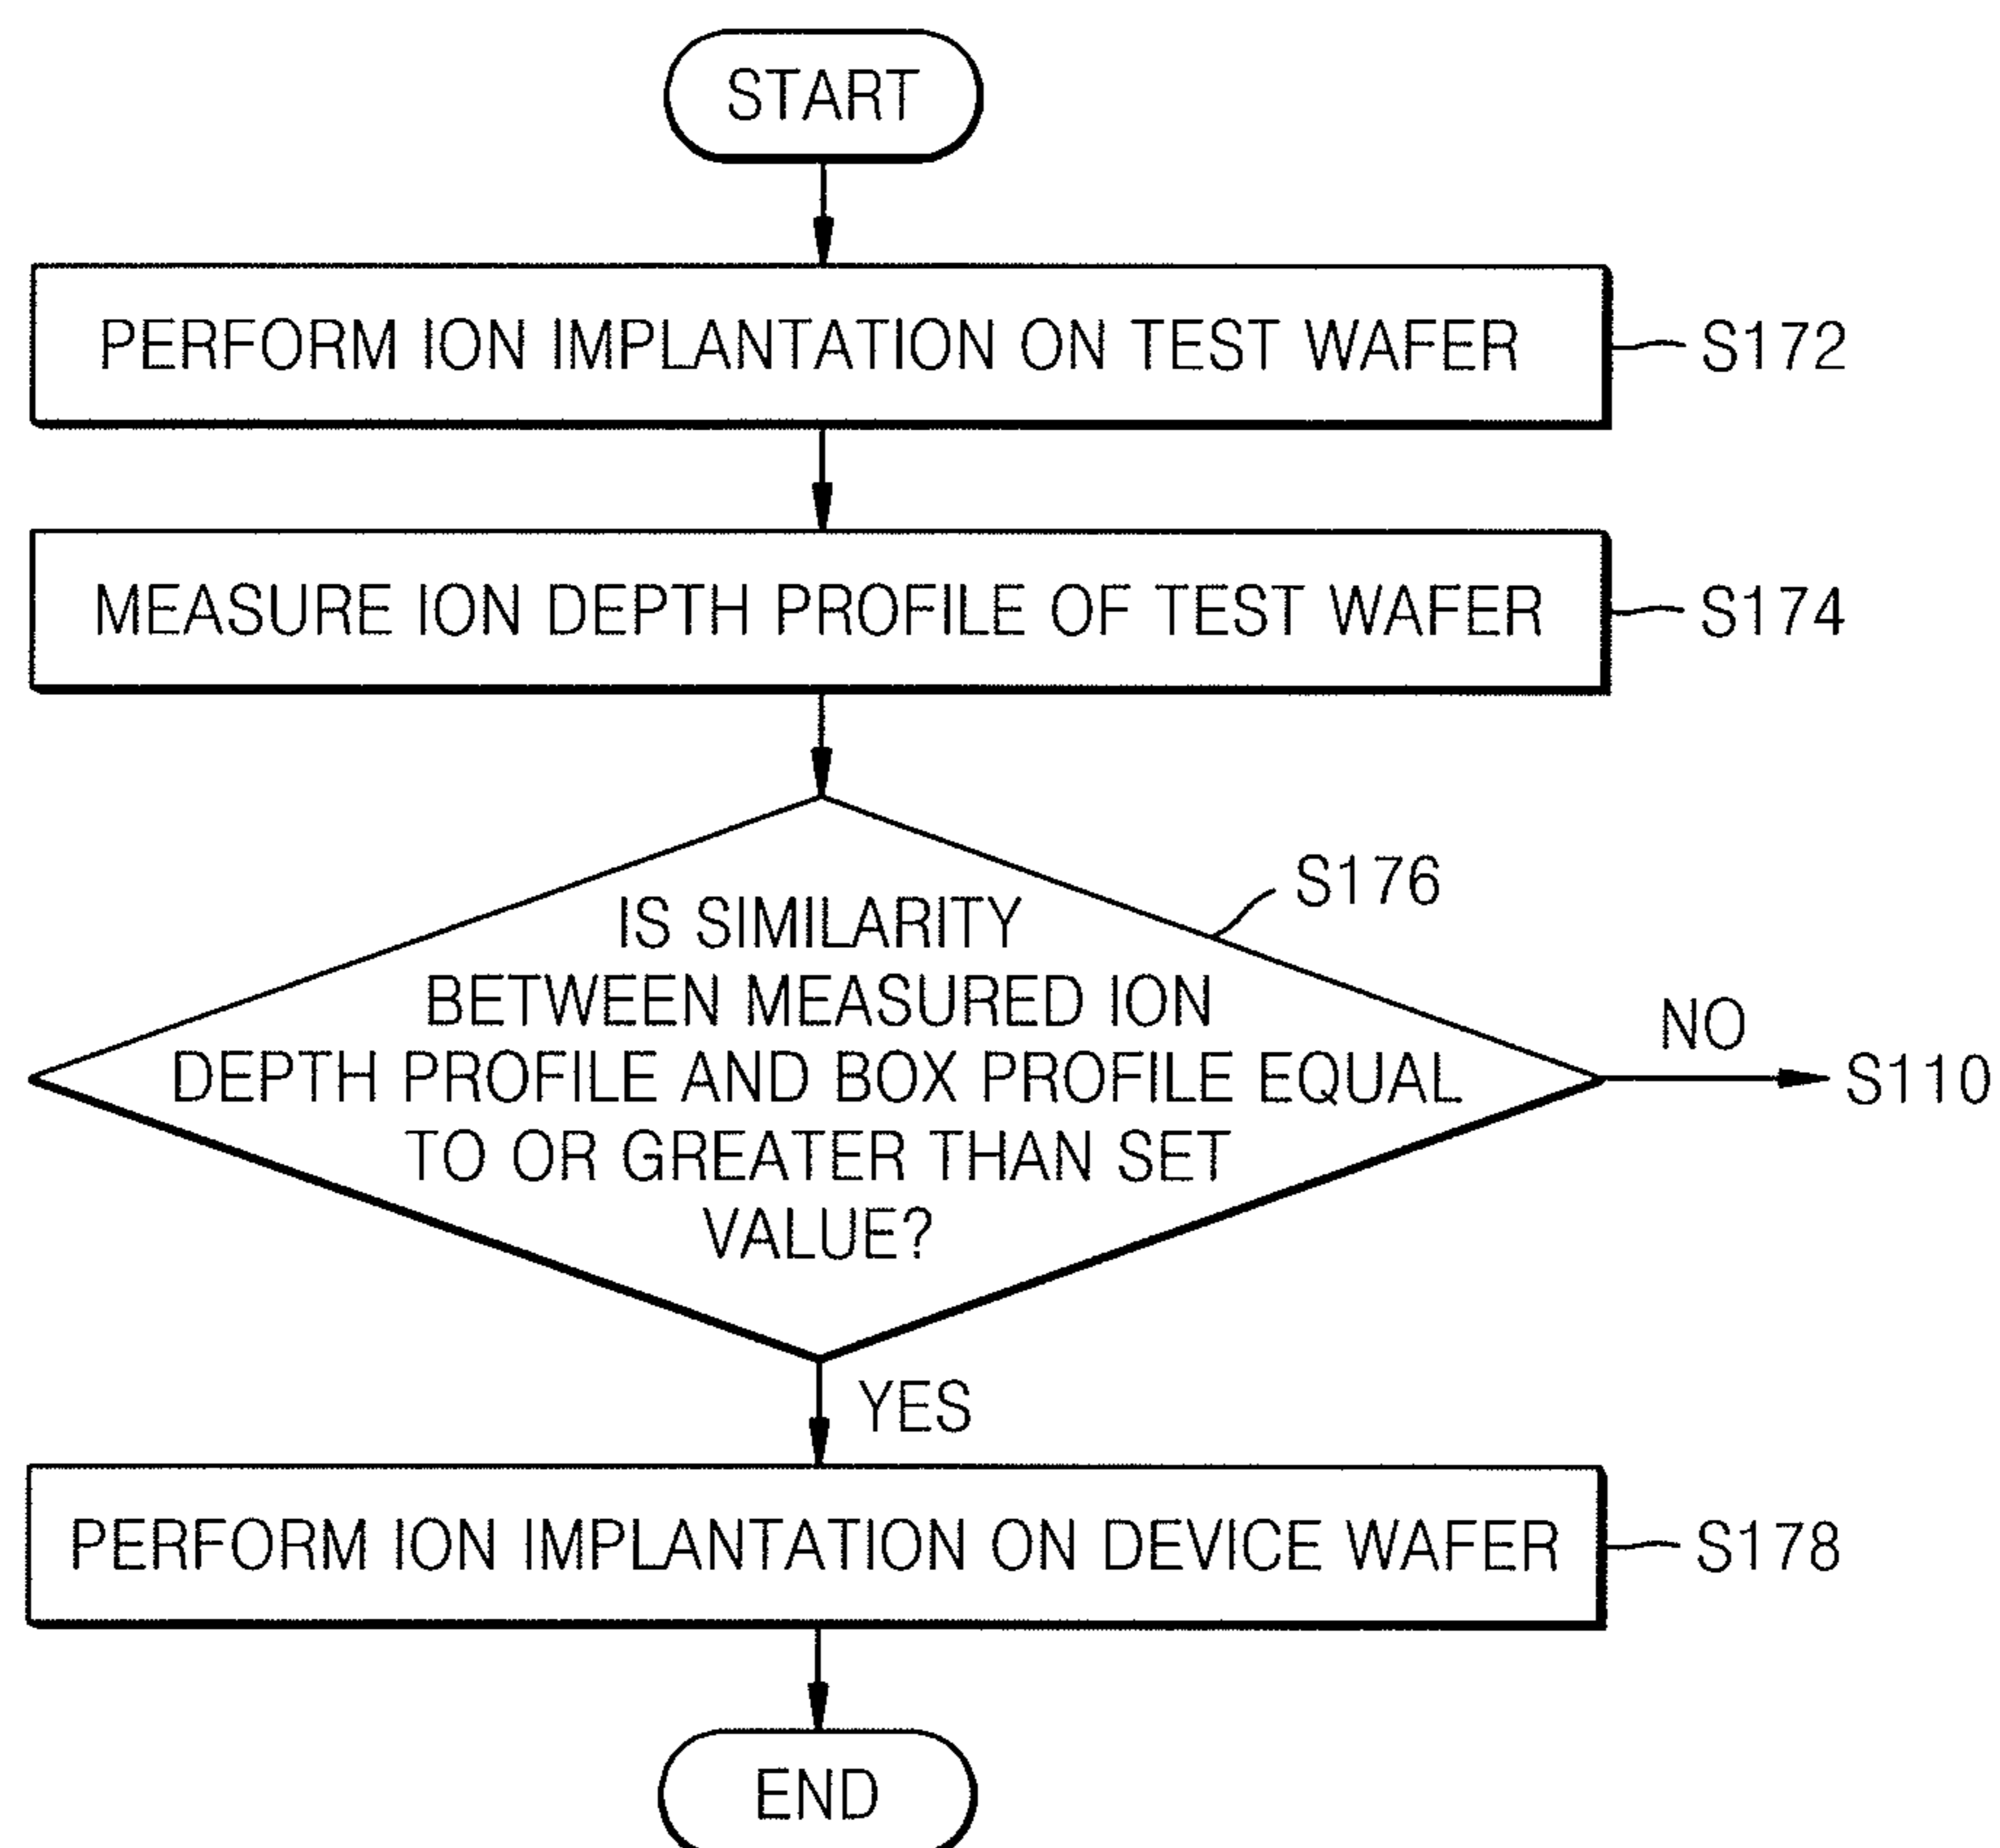 START
PERFORM ION IMPLANTATION ON TEST WAFER
S172
MEASURE ION DEPTH PROFILE OF TEST WAFER
S174
IS SIMILARITY
BETWEEN MEASURED ION
DEPTH PROFILE AND BOX PROFILE EQUAL
TO OR GREATER THAN SET
VALUE?
S176
NO
S110
YES
PERFORM ION IMPLANTATION ON DEVICE WAFER
S178
END